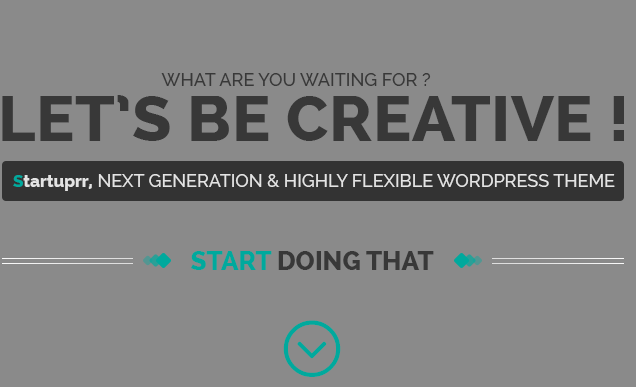 WHAT ARE YOU WAITING FOR ?
LET'S BE CREATIVE !
Startuprr, NEXT GENERATION & HIGHLY FLEXIBLE WORDPRESS THEME
START DOING THAT